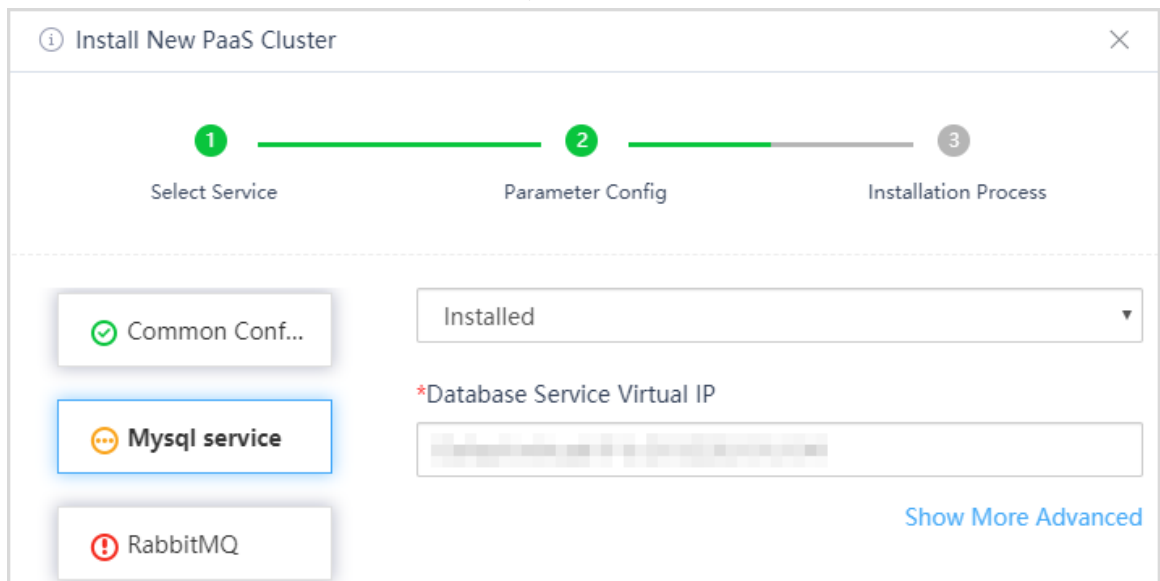 Install New PaaS Cluster
1
2
3
Select Service
Parameter Config
Installation Process
Common Conf...
Installed
*Database Service Virtual IP
Mysql service
Show More Advanced
RabbitMQ